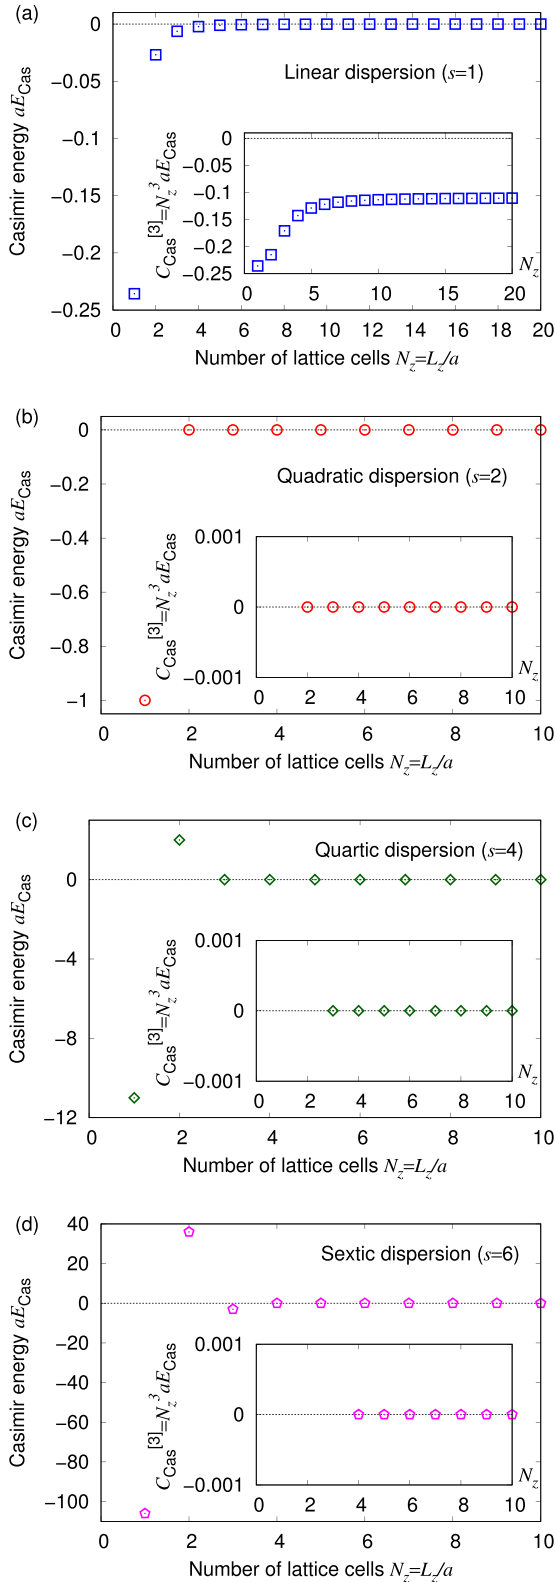 (a)
Casimir energy aE_Cas
0
−0.05
−0.1
−0.15
−0.2
−0.25
Linear dispersion (s=1)
C_Cas^[3]=N_z^3 aE_Cas
0
−0.05
−0.1
−0.15
−0.2
−0.25
0 5 10 15 20
N_z
0 2 4 6 8 10 12 14 16 18 20
Number of lattice cells N_z=L_z/a
(b)
Casimir energy aE_Cas
0
−0.2
−0.4
−0.6
−0.8
−1
Quadratic dispersion (s=2)
C_Cas^[3]=N_z^3 aE_Cas
0.001
0
−0.001
0 2 4 6 8 10
N_z
0 2 4 6 8 10
Number of lattice cells N_z=L_z/a
(c)
Casimir energy aE_Cas
0
−4
−8
−12
Quartic dispersion (s=4)
C_Cas^[3]=N_z^3 aE_Cas
0.001
0
−0.001
0 2 4 6 8 10
N_z
0 2 4 6 8 10
Number of lattice cells N_z=L_z/a
(d)
Casimir energy aE_Cas
40
20
0
−20
−40
−60
−80
−100
Sextic dispersion (s=6)
C_Cas^[3]=N_z^3 aE_Cas
0.001
0
−0.001
0 2 4 6 8 10
N_z
0 2 4 6 8 10
Number of lattice cells N_z=L_z/a